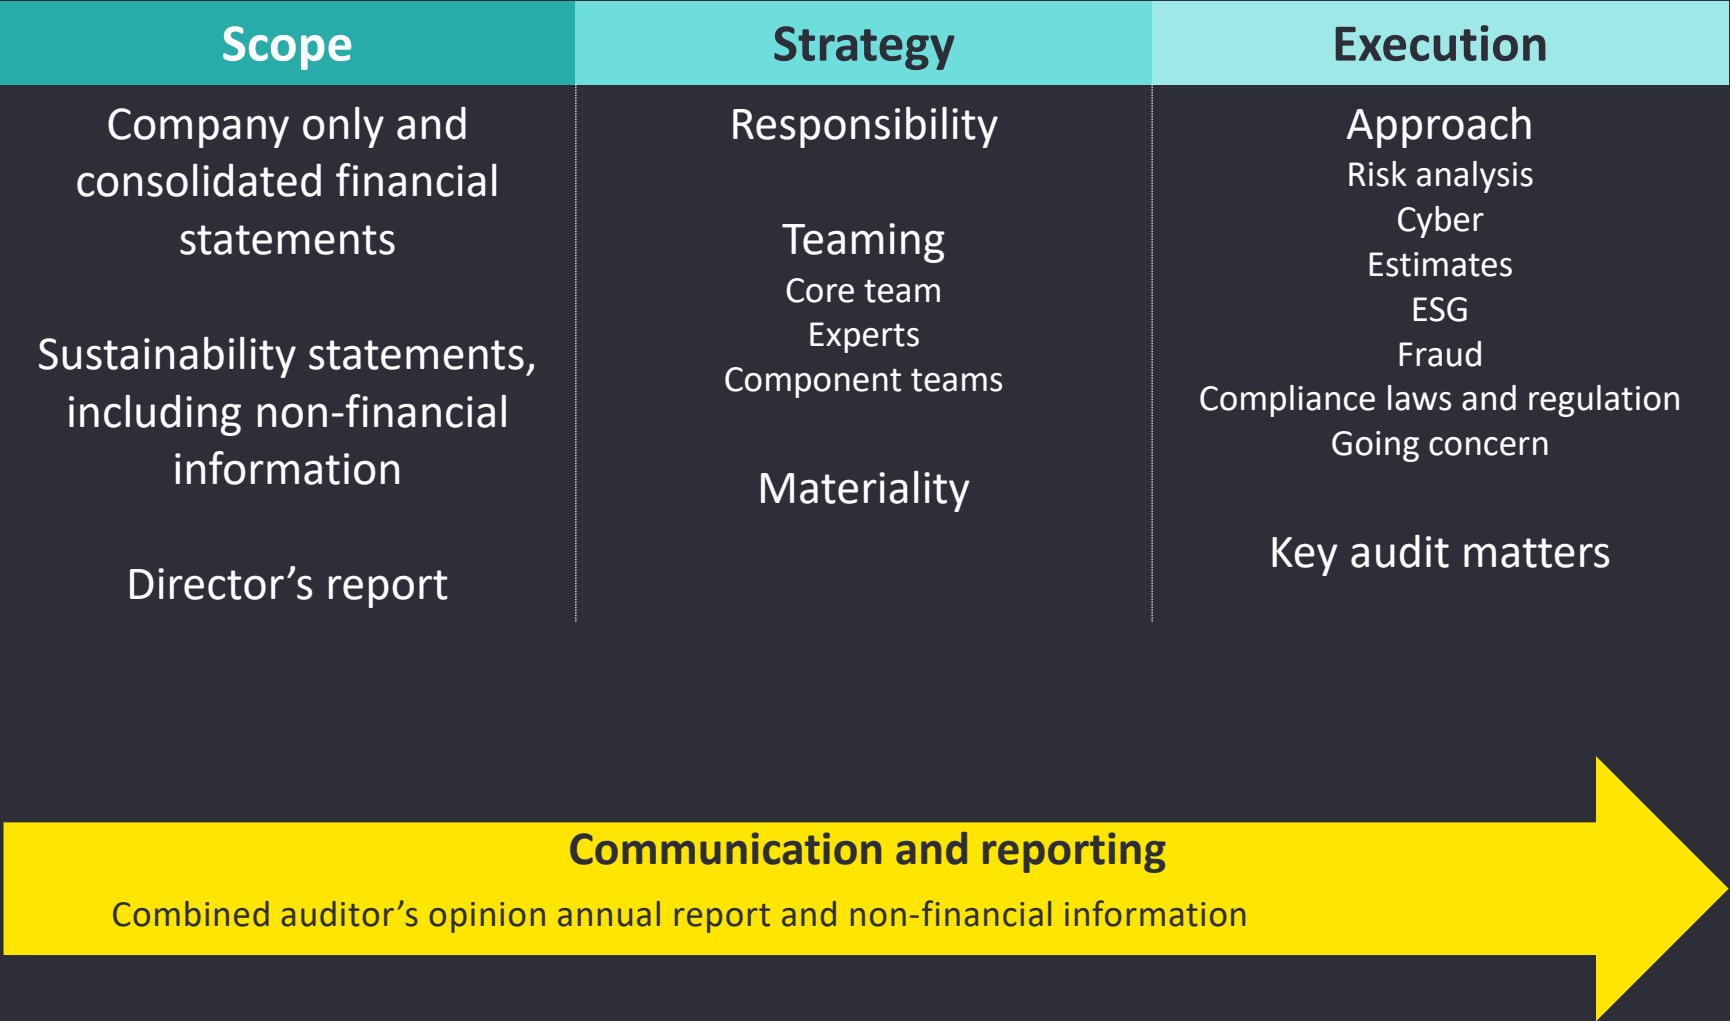 Scope
Company only and
consolidated financial
statements
Sustainability statements,
including non-financial
information
Director’s report
Strategy
Responsibility
Teaming
Core team
Experts
Component teams
Materiality
Execution
Approach
Risk analysis
Cyber
Estimates
ESG
Fraud
Compliance laws and regulation
Going concern
Key audit matters
Communication and reporting
Combined auditor’s opinion annual report and non-financial information